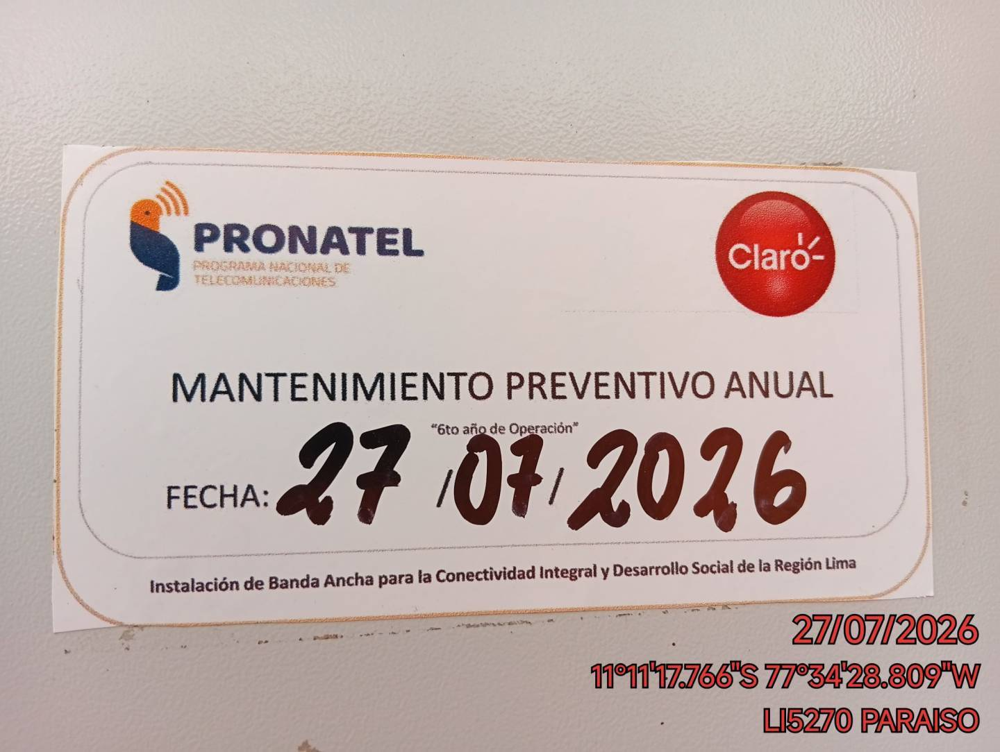 PRONATEL
PROGRAMA NACIONAL DE
TELECOMUNICACIONES
Claro
MANTENIMIENTO PREVENTIVO ANUAL
"6to año de Operación"
FECHA: 27/07/2026
Instalación de Banda Ancha para la Conectividad Integral y Desarrollo Social de la Región Lima
27/07/2026
11°11'17.766"S 77°34'28.809"W
LI5270 PARAISO